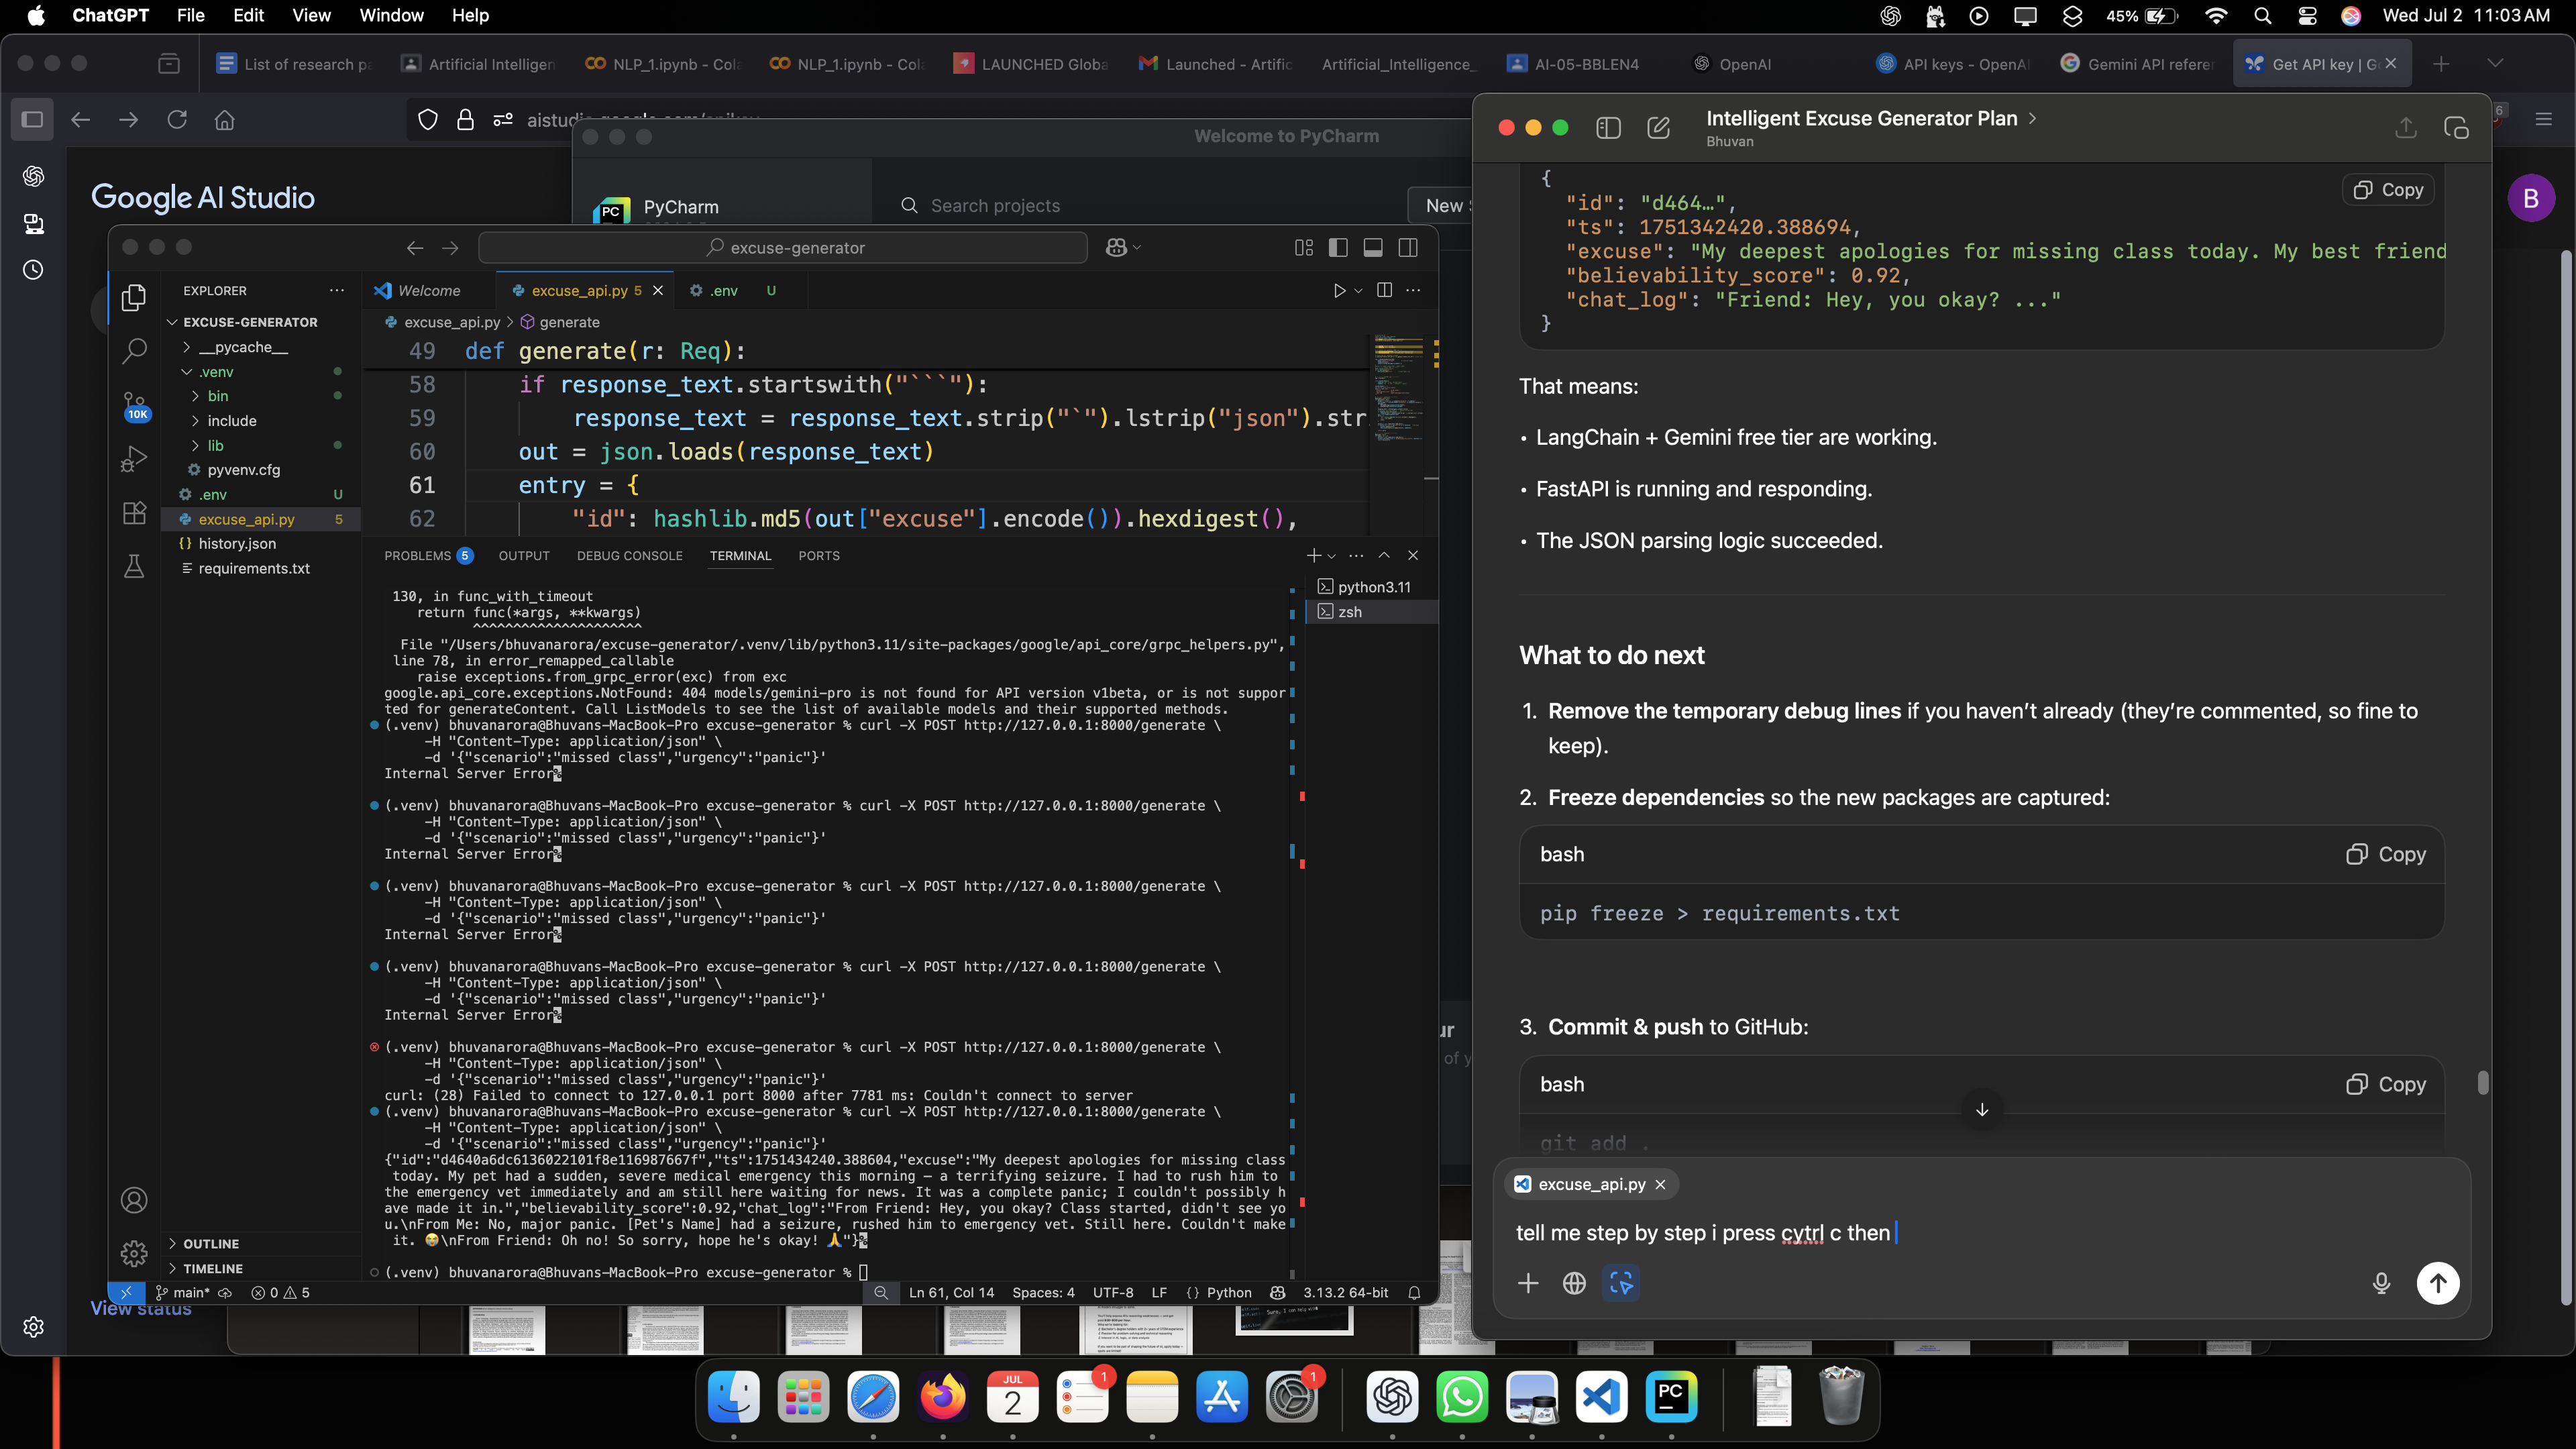 ChatGPT File Edit View Window Help
45% Wed Jul 2 11:03 AM
List of research pa
Artificial Intelligen
NLP_1.ipynb - Col
NLP_1.ipynb - Col
LAUNCHED Globa
Launched - Artific
Artificial_Intelligence_
AI-05-BBLEN4
OpenAI
API keys - OpenAI
Gemini API referen
Get API key | G
Google AI Studio
View status
B
6
Welcome to PyCharm
PC PyCharm
Search projects
New
ur
of y
excuse-generator
EXPLORER
EXCUSE-GENERATOR
__pycache__
.venv
bin
include
lib
pyvenv.cfg
.env U
excuse_api.py 5
history.json
requirements.txt
OUTLINE
TIMELINE
10K
Welcome
excuse_api.py 5
.env U
excuse_api.py > generate
49 def generate(r: Req):
58 if response_text.startswith("```"):
59 response_text = response_text.strip("`").lstrip("json").str
60 out = json.loads(response_text)
61 entry = {
62 "id": hashlib.md5(out["excuse"].encode()).hexdigest(),
PROBLEMS 5 OUTPUT DEBUG CONSOLE TERMINAL PORTS
python3.11
zsh
130, in func_with_timeout
return func(*args, **kwargs)
^^^^^^^^^^^^^^^^^^^^^
File "/Users/bhuvanarora/excuse-generator/.venv/lib/python3.11/site-packages/google/api_core/grpc_helpers.py",
line 78, in error_remapped_callable
raise exceptions.from_grpc_error(exc) from exc
google.api_core.exceptions.NotFound: 404 models/gemini-pro is not found for API version v1beta, or is not suppor
ted for generateContent. Call ListModels to see the list of available models and their supported methods.
(.venv) bhuvanarora@Bhuvans-MacBook-Pro excuse-generator % curl -X POST http://127.0.0.1:8000/generate \
-H "Content-Type: application/json" \
-d '{"scenario":"missed class","urgency":"panic"}'
Internal Server Error%
(.venv) bhuvanarora@Bhuvans-MacBook-Pro excuse-generator % curl -X POST http://127.0.0.1:8000/generate \
-H "Content-Type: application/json" \
-d '{"scenario":"missed class","urgency":"panic"}'
Internal Server Error%
(.venv) bhuvanarora@Bhuvans-MacBook-Pro excuse-generator % curl -X POST http://127.0.0.1:8000/generate \
-H "Content-Type: application/json" \
-d '{"scenario":"missed class","urgency":"panic"}'
Internal Server Error%
(.venv) bhuvanarora@Bhuvans-MacBook-Pro excuse-generator % curl -X POST http://127.0.0.1:8000/generate \
-H "Content-Type: application/json" \
-d '{"scenario":"missed class","urgency":"panic"}'
Internal Server Error%
(.venv) bhuvanarora@Bhuvans-MacBook-Pro excuse-generator % curl -X POST http://127.0.0.1:8000/generate \
-H "Content-Type: application/json" \
-d '{"scenario":"missed class","urgency":"panic"}'
curl: (28) Failed to connect to 127.0.0.1 port 8000 after 7781 ms: Couldn't connect to server
(.venv) bhuvanarora@Bhuvans-MacBook-Pro excuse-generator % curl -X POST http://127.0.0.1:8000/generate \
-H "Content-Type: application/json" \
-d '{"scenario":"missed class","urgency":"panic"}'
{"id":"d4640a6dc6136022101f8e116987667f","ts":1751434240.388604,"excuse":"My deepest apologies for missing class
today. My pet had a sudden, severe medical emergency this morning – a terrifying seizure. I had to rush him to
the emergency vet immediately and am still here waiting for news. It was a complete panic; I couldn't possibly h
ave made it in.","believability_score":0.92,"chat_log":"From Friend: Hey, you okay? Class started, didn't see yo
u.\nFrom Me: No, major panic. [Pet's Name] had a seizure, rushed him to emergency vet. Still here. Couldn't make
it. 😭\nFrom Friend: Oh no! So sorry, hope he's okay! 🙏"}%
(.venv) bhuvanarora@Bhuvans-MacBook-Pro excuse-generator %
main* 0 5 Ln 61, Col 14 Spaces: 4 UTF-8 LF {} Python 3.13.2 64-bit
Intelligent Excuse Generator Plan >
Bhuvan
{
"id": "d464…",
"ts": 1751342420.388694,
"excuse": "My deepest apologies for missing class today. My best friend
"believability_score": 0.92,
"chat_log": "Friend: Hey, you okay? ..."
}
Copy
That means:
• LangChain + Gemini free tier are working.
• FastAPI is running and responding.
• The JSON parsing logic succeeded.
What to do next
1. Remove the temporary debug lines if you haven’t already (they’re commented, so fine to
keep).
2. Freeze dependencies so the new packages are captured:
bash Copy
pip freeze > requirements.txt
3. Commit & push to GitHub:
bash Copy
git add .
excuse_api.py
tell me step by step i press cytrl c then
JUL
2
1
1
PC